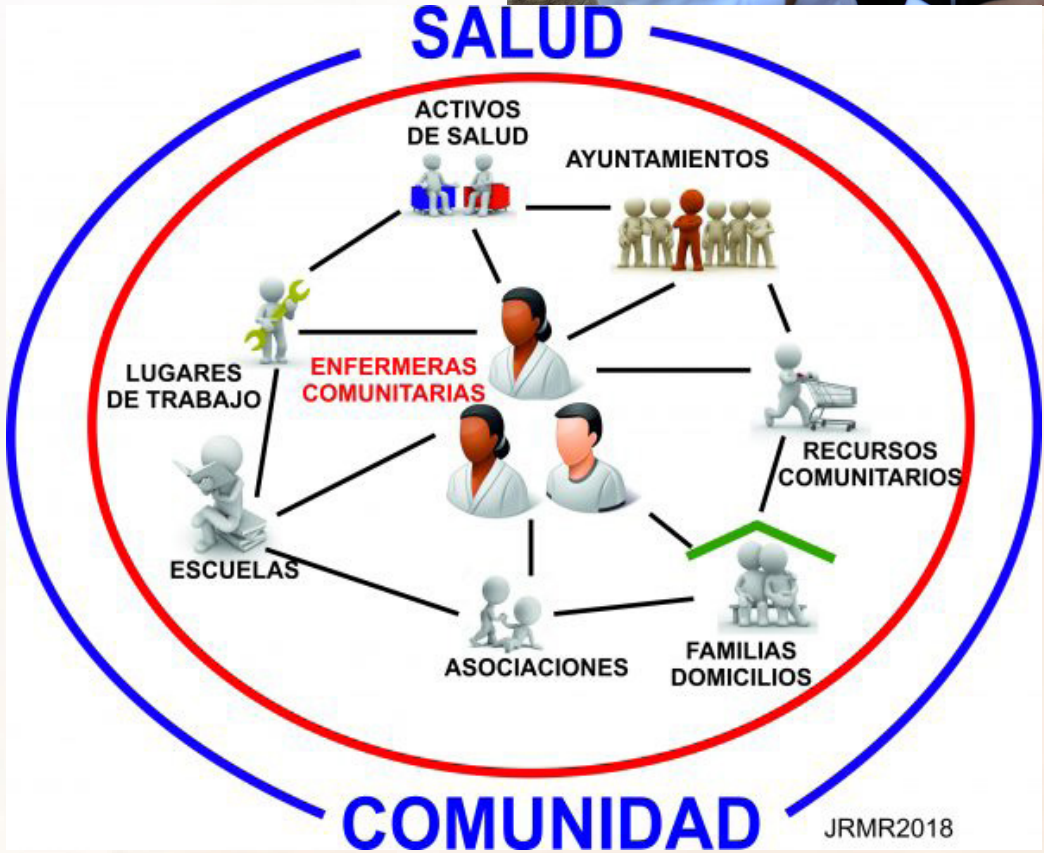 SALUD
ACTIVOS
DE SALUD
AYUNTAMIENTOS
LUGARES
DE TRABAJO
ENFERMERAS
COMUNITARIAS
RECURSOS
COMUNITARIOS
ESCUELAS
ASOCIACIONES
FAMILIAS
DOMICILIOS
COMUNIDAD
JRMR2018